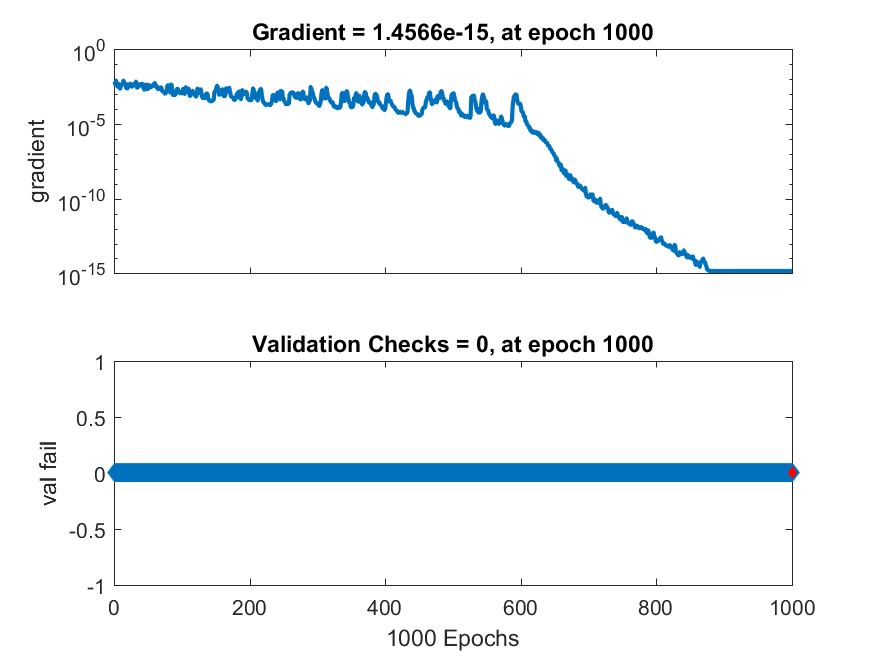 Gradient = 1.4566e-15, at epoch 1000
10^0
10^-5
10^-10
10^-15
gradient
Validation Checks = 0, at epoch 1000
1
0.5
0
-0.5
-1
val fail
0 200 400 600 800 1000
1000 Epochs